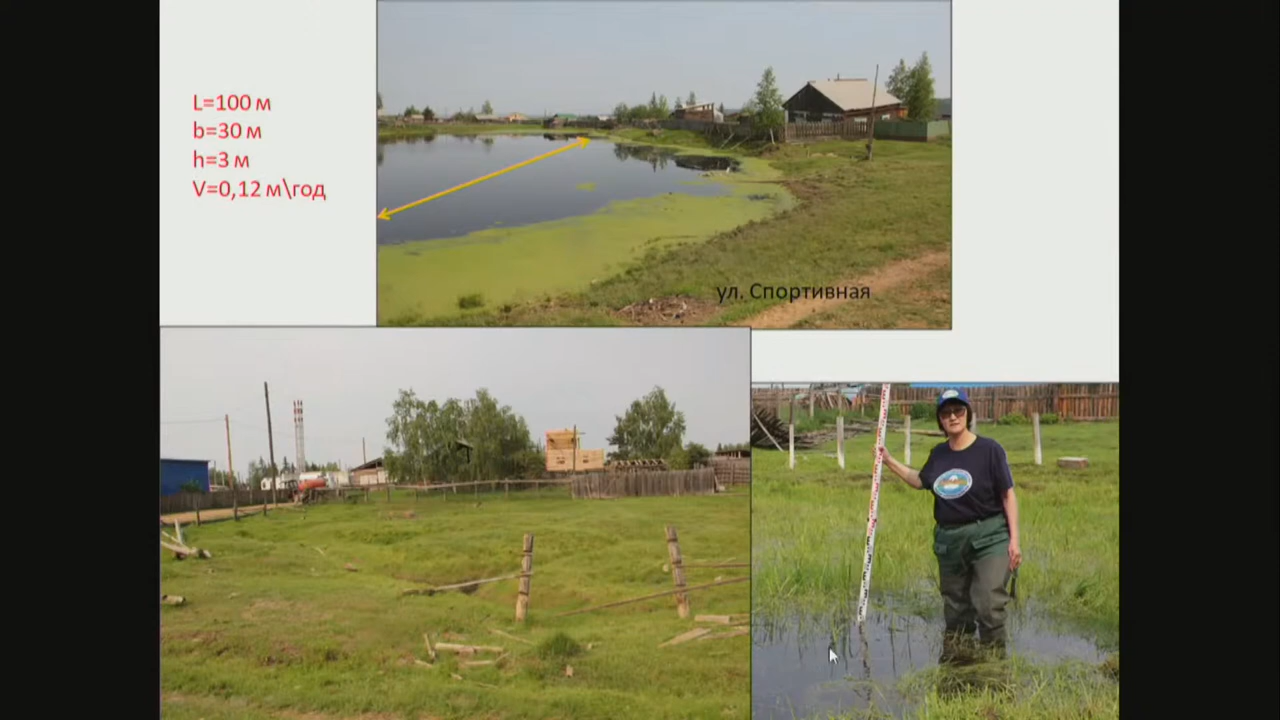 L=100 м
b=30 м
h=3 м
V=0,12 м\год
ул. Спортивная